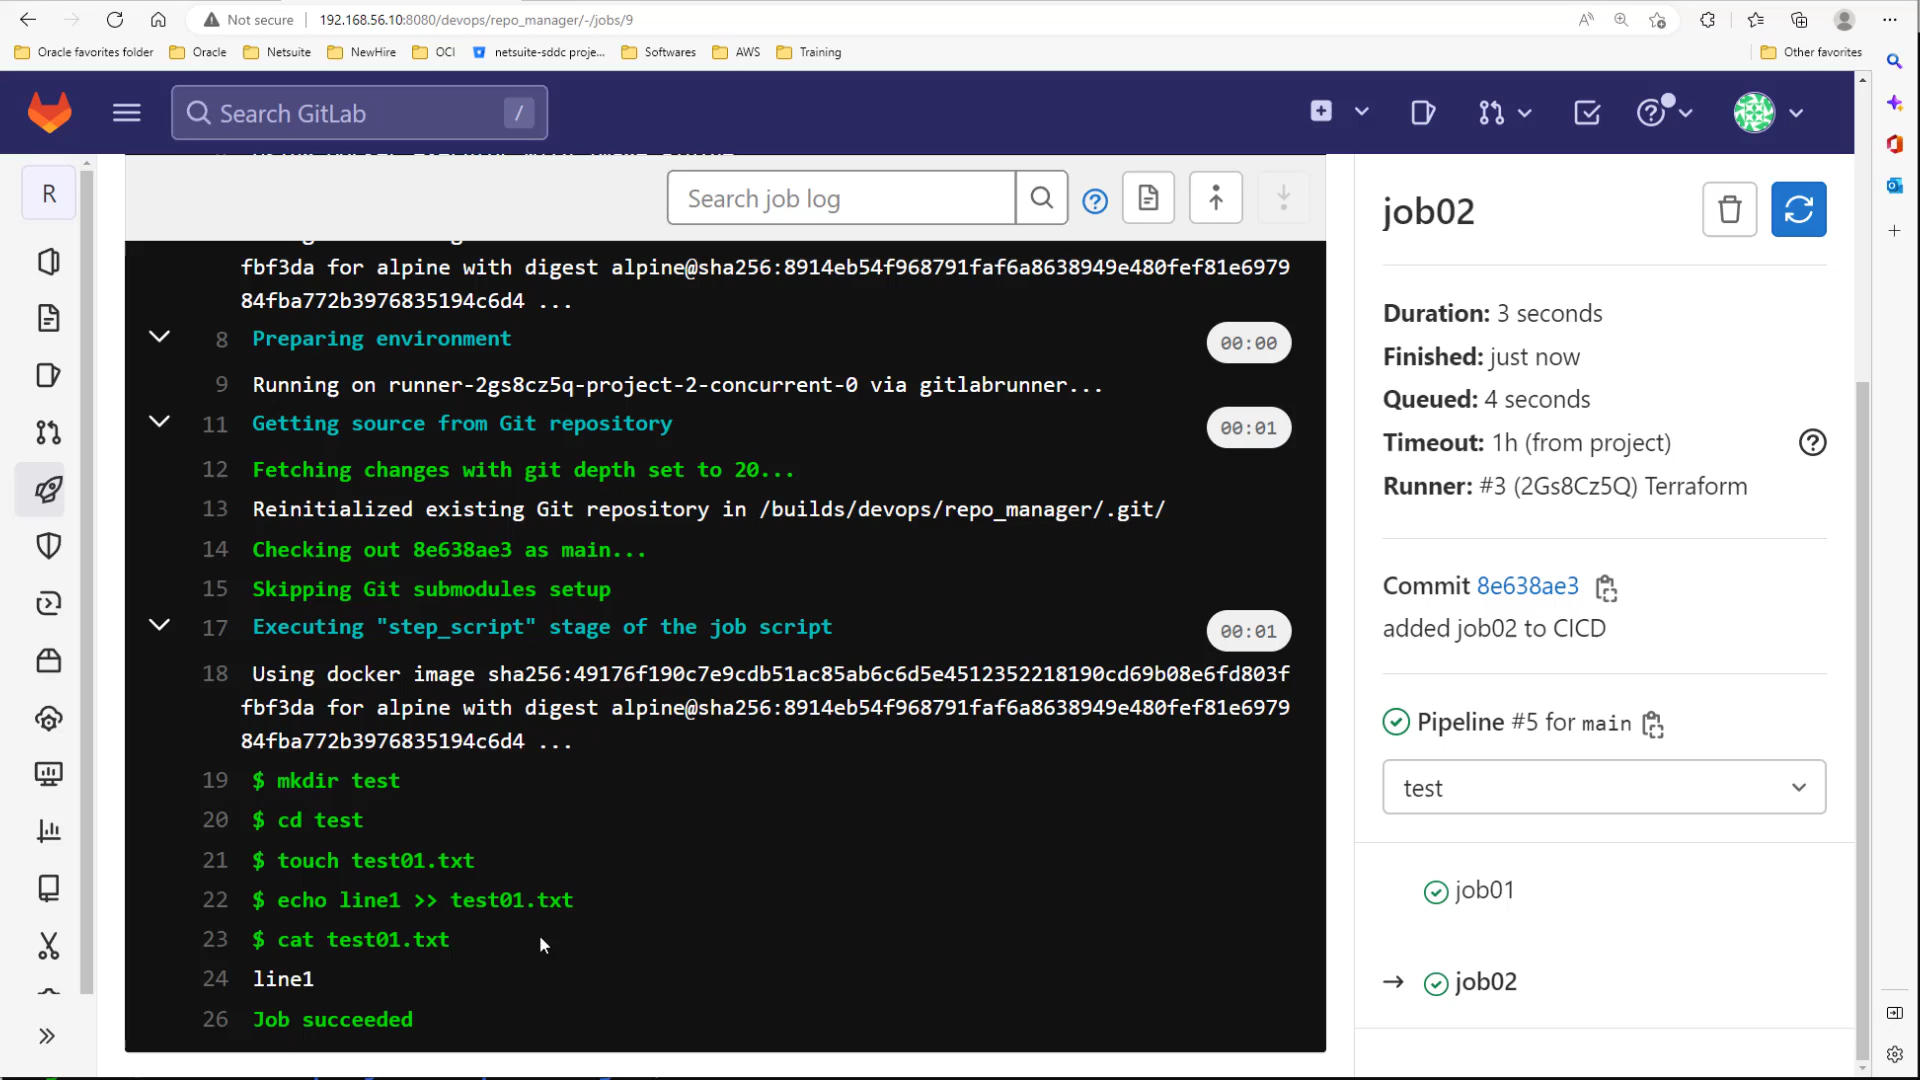 Not secure
192.168.56.10:8080/devops/repo_manager/-/jobs/9
Oracle favorites folder
Oracle
Netsuite
NewHire
OCI
netsuite-sddc proje...
Softwares
AWS
Training
Other favorites
Search GitLab
/
R
Search job log
job02
fbf3da for alpine with digest alpine@sha256:8914eb54f968791faf6a8638949e480fef81e6979
84fba772b3976835194c6d4 ...
8 Preparing environment 00:00
9 Running on runner-2gs8cz5q-project-2-concurrent-0 via gitlabrunner...
11 Getting source from Git repository 00:01
12 Fetching changes with git depth set to 20...
13 Reinitialized existing Git repository in /builds/devops/repo_manager/.git/
14 Checking out 8e638ae3 as main...
15 Skipping Git submodules setup
17 Executing "step_script" stage of the job script 00:01
18 Using docker image sha256:49176f190c7e9cdb51ac85ab6c6d5e4512352218190cd69b08e6fd803f
fbf3da for alpine with digest alpine@sha256:8914eb54f968791faf6a8638949e480fef81e6979
84fba772b3976835194c6d4 ...
19 $ mkdir test
20 $ cd test
21 $ touch test01.txt
22 $ echo line1 >> test01.txt
23 $ cat test01.txt
24 line1
26 Job succeeded
Duration: 3 seconds
Finished: just now
Queued: 4 seconds
Timeout: 1h (from project)
Runner: #3 (2Gs8Cz5Q) Terraform
Commit 8e638ae3
added job02 to CICD
Pipeline #5 for main
test
job01
→ job02